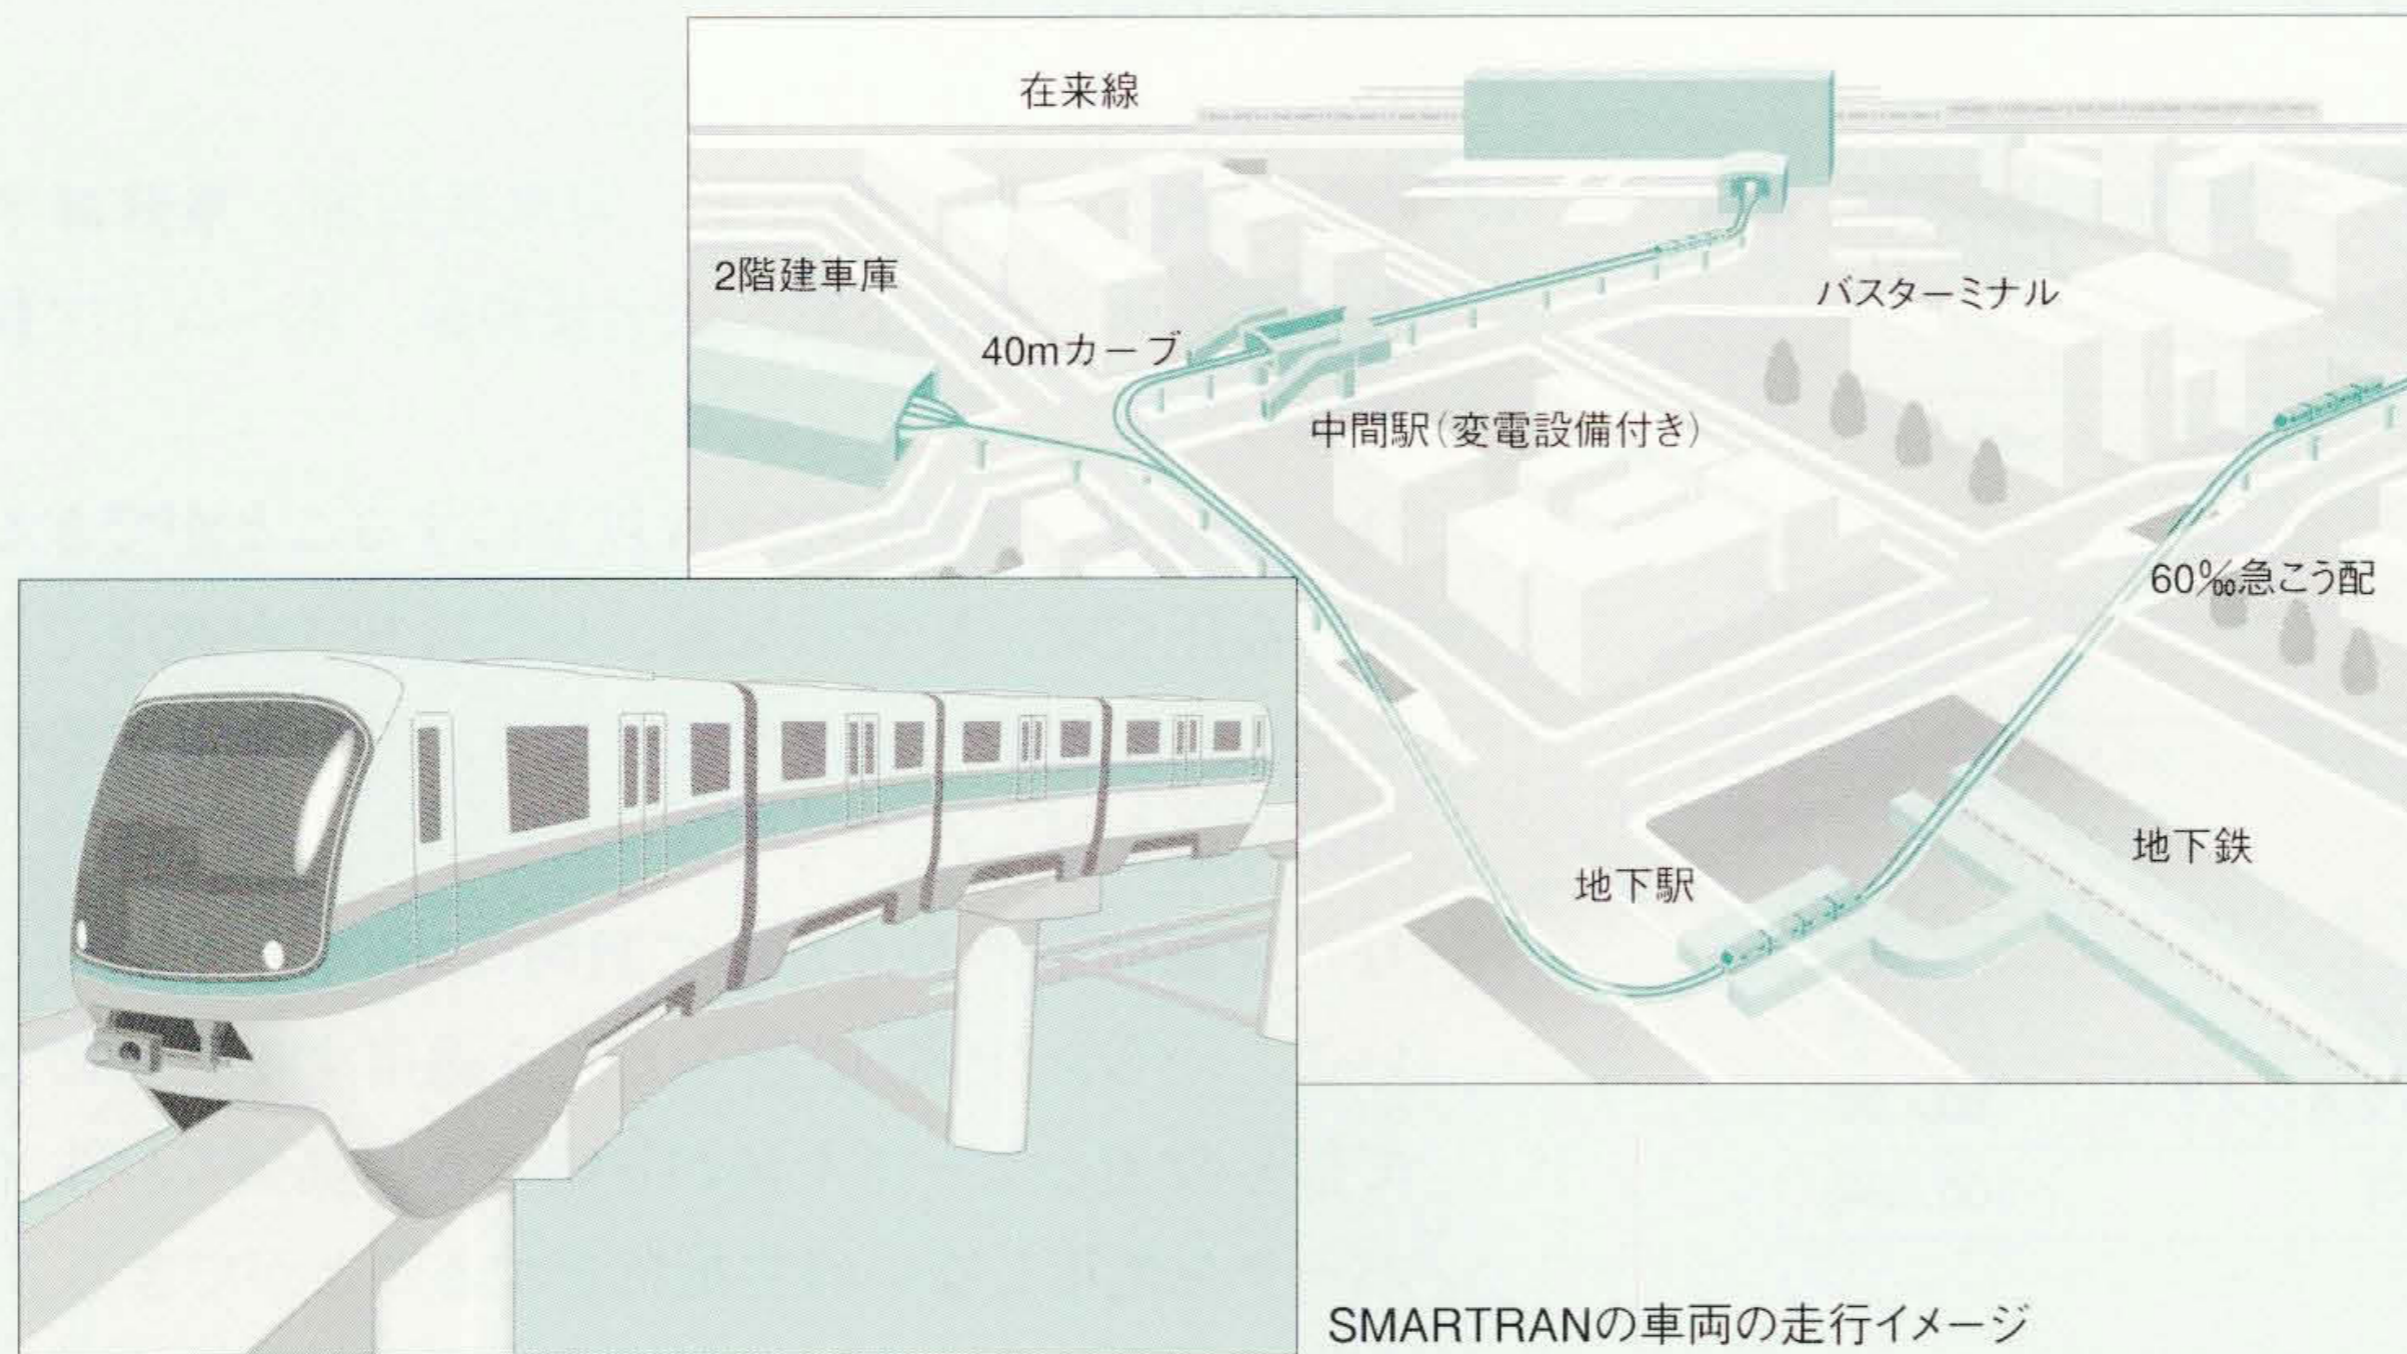 在来線
2階建車庫
バスターミナル
40mカーブ
中間駅(変電設備付き)
60‰急こう配
地下鉄
地下駅
SMARTRANの車両の走行イメージ